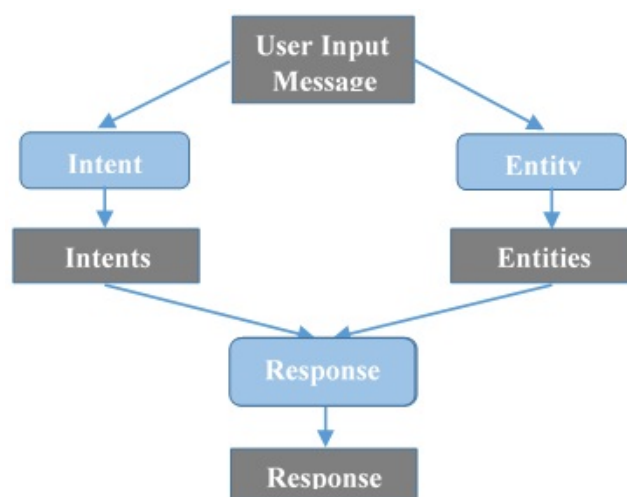 User Input
Message
Intent
Entity
Intents
Entities
Response
Response